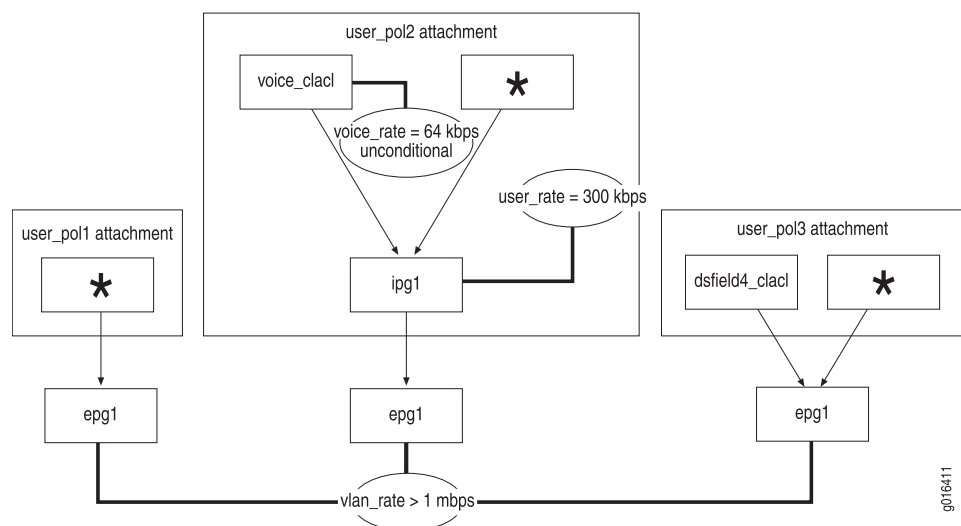 user_pol2 attachment
voice_clacl
*
voice_rate = 64 kbps
unconditional
user_rate = 300 kbps
user_pol1 attachment
*
ipg1
user_pol3 attachment
dsfield4_clacl
*
epg1
epg1
epg1
vlan_rate > 1 mbps
g016411